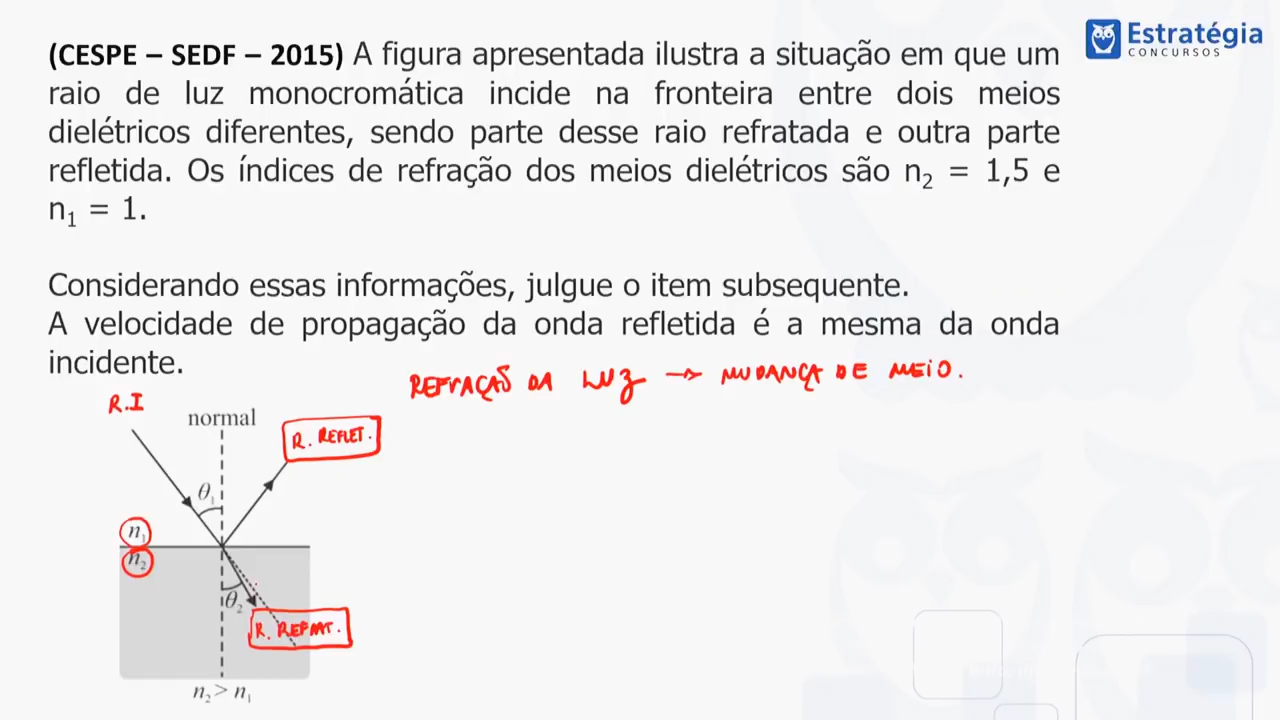 Estratégia
CONCURSOS
(CESPE – SEDF – 2015) A figura apresentada ilustra a situação em que um
raio de luz monocromática incide na fronteira entre dois meios
dielétricos diferentes, sendo parte desse raio refratada e outra parte
refletida. Os índices de refração dos meios dielétricos são n₂ = 1,5 e
n₁ = 1.
Considerando essas informações, julgue o item subsequente.
A velocidade de propagação da onda refletida é a mesma da onda
incidente.
REFRAÇÃO DA LUZ → MUDANÇA DE MEIO.
R.I
normal
R. REFLET.
θ₁
n₁
n₂
θ₂
R. REFRAT.
n₂ > n₁